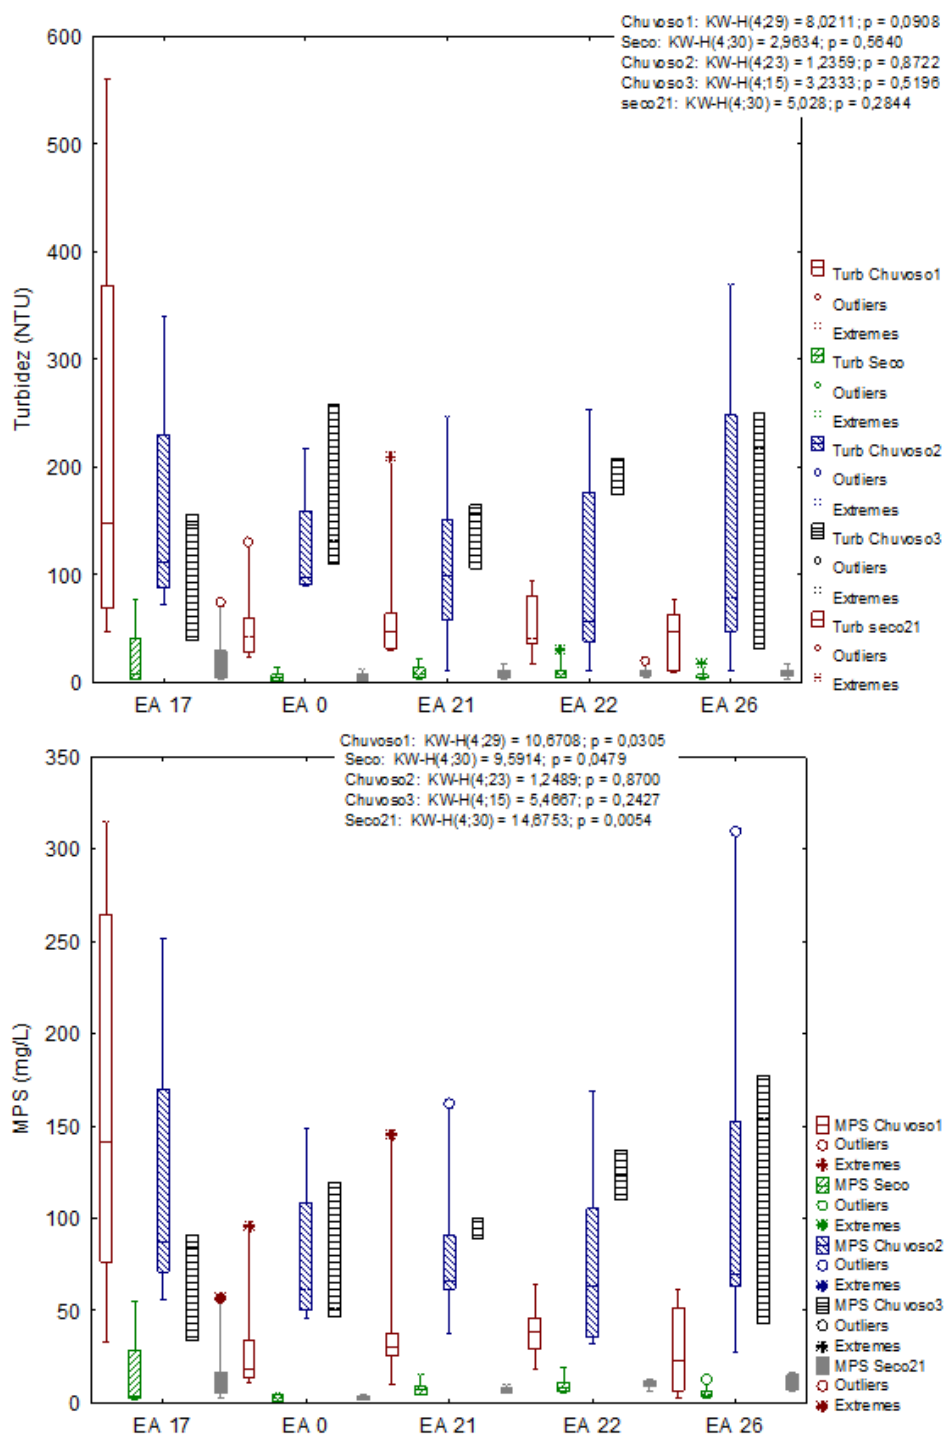 Chuvoso1: KW-H(4;29) = 8,0211; p = 0,0908
Seco: KW-H(4;30) = 2,9634; p = 0,5640
Chuvoso2: KW-H(4;23) = 1,2359; p = 0,8722
Chuvoso3: KW-H(4;15) = 3,2333; p = 0,5196
seco21: KW-H(4;30) = 5,028; p = 0,2844
600
500
400
300
200
100
0
Turbidez (NTU)
EA 17
EA 0
EA 21
EA 22
EA 26
Turb Chuvoso1
Outliers
Extremes
Turb Seco
Outliers
Extremes
Turb Chuvoso2
Outliers
Extremes
Turb Chuvoso3
Outliers
Extremes
Turb seco21
Outliers
Extremes
Chuvoso1: KW-H(4;29) = 10,6708; p = 0,0305
Seco: KW-H(4;30) = 9,5914; p = 0,0479
Chuvoso2: KW-H(4;23) = 1,2489; p = 0,8700
Chuvoso3: KW-H(4;15) = 5,4667; p = 0,2427
Seco21: KW-H(4;30) = 14,6753; p = 0,0054
350
300
250
200
150
100
50
0
MPS (mg/L)
EA 17
EA 0
EA 21
EA 22
EA 26
MPS Chuvoso1
Outliers
Extremes
MPS Seco
Outliers
Extremes
MPS Chuvoso2
Outliers
Extremes
MPS Chuvoso3
Outliers
Extremes
MPS Seco21
Outliers
Extremes